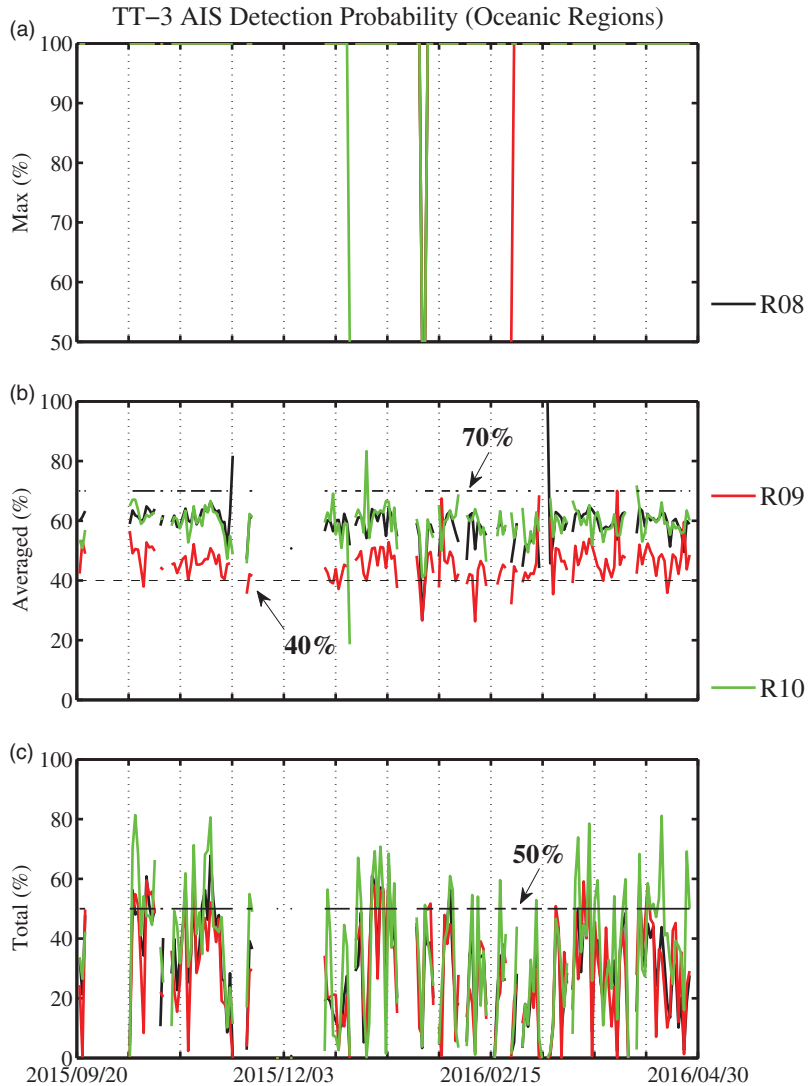 TT−3 AIS Detection Probability (Oceanic Regions)
(a)
100
90
80
70
60
50
Max (%)
R08
(b)
100
80
60
40
20
0
Averaged (%)
70%
40%
R09
R10
(c)
100
80
60
40
20
0
Total (%)
50%
2015/09/20 2015/12/03 2016/02/15 2016/04/30